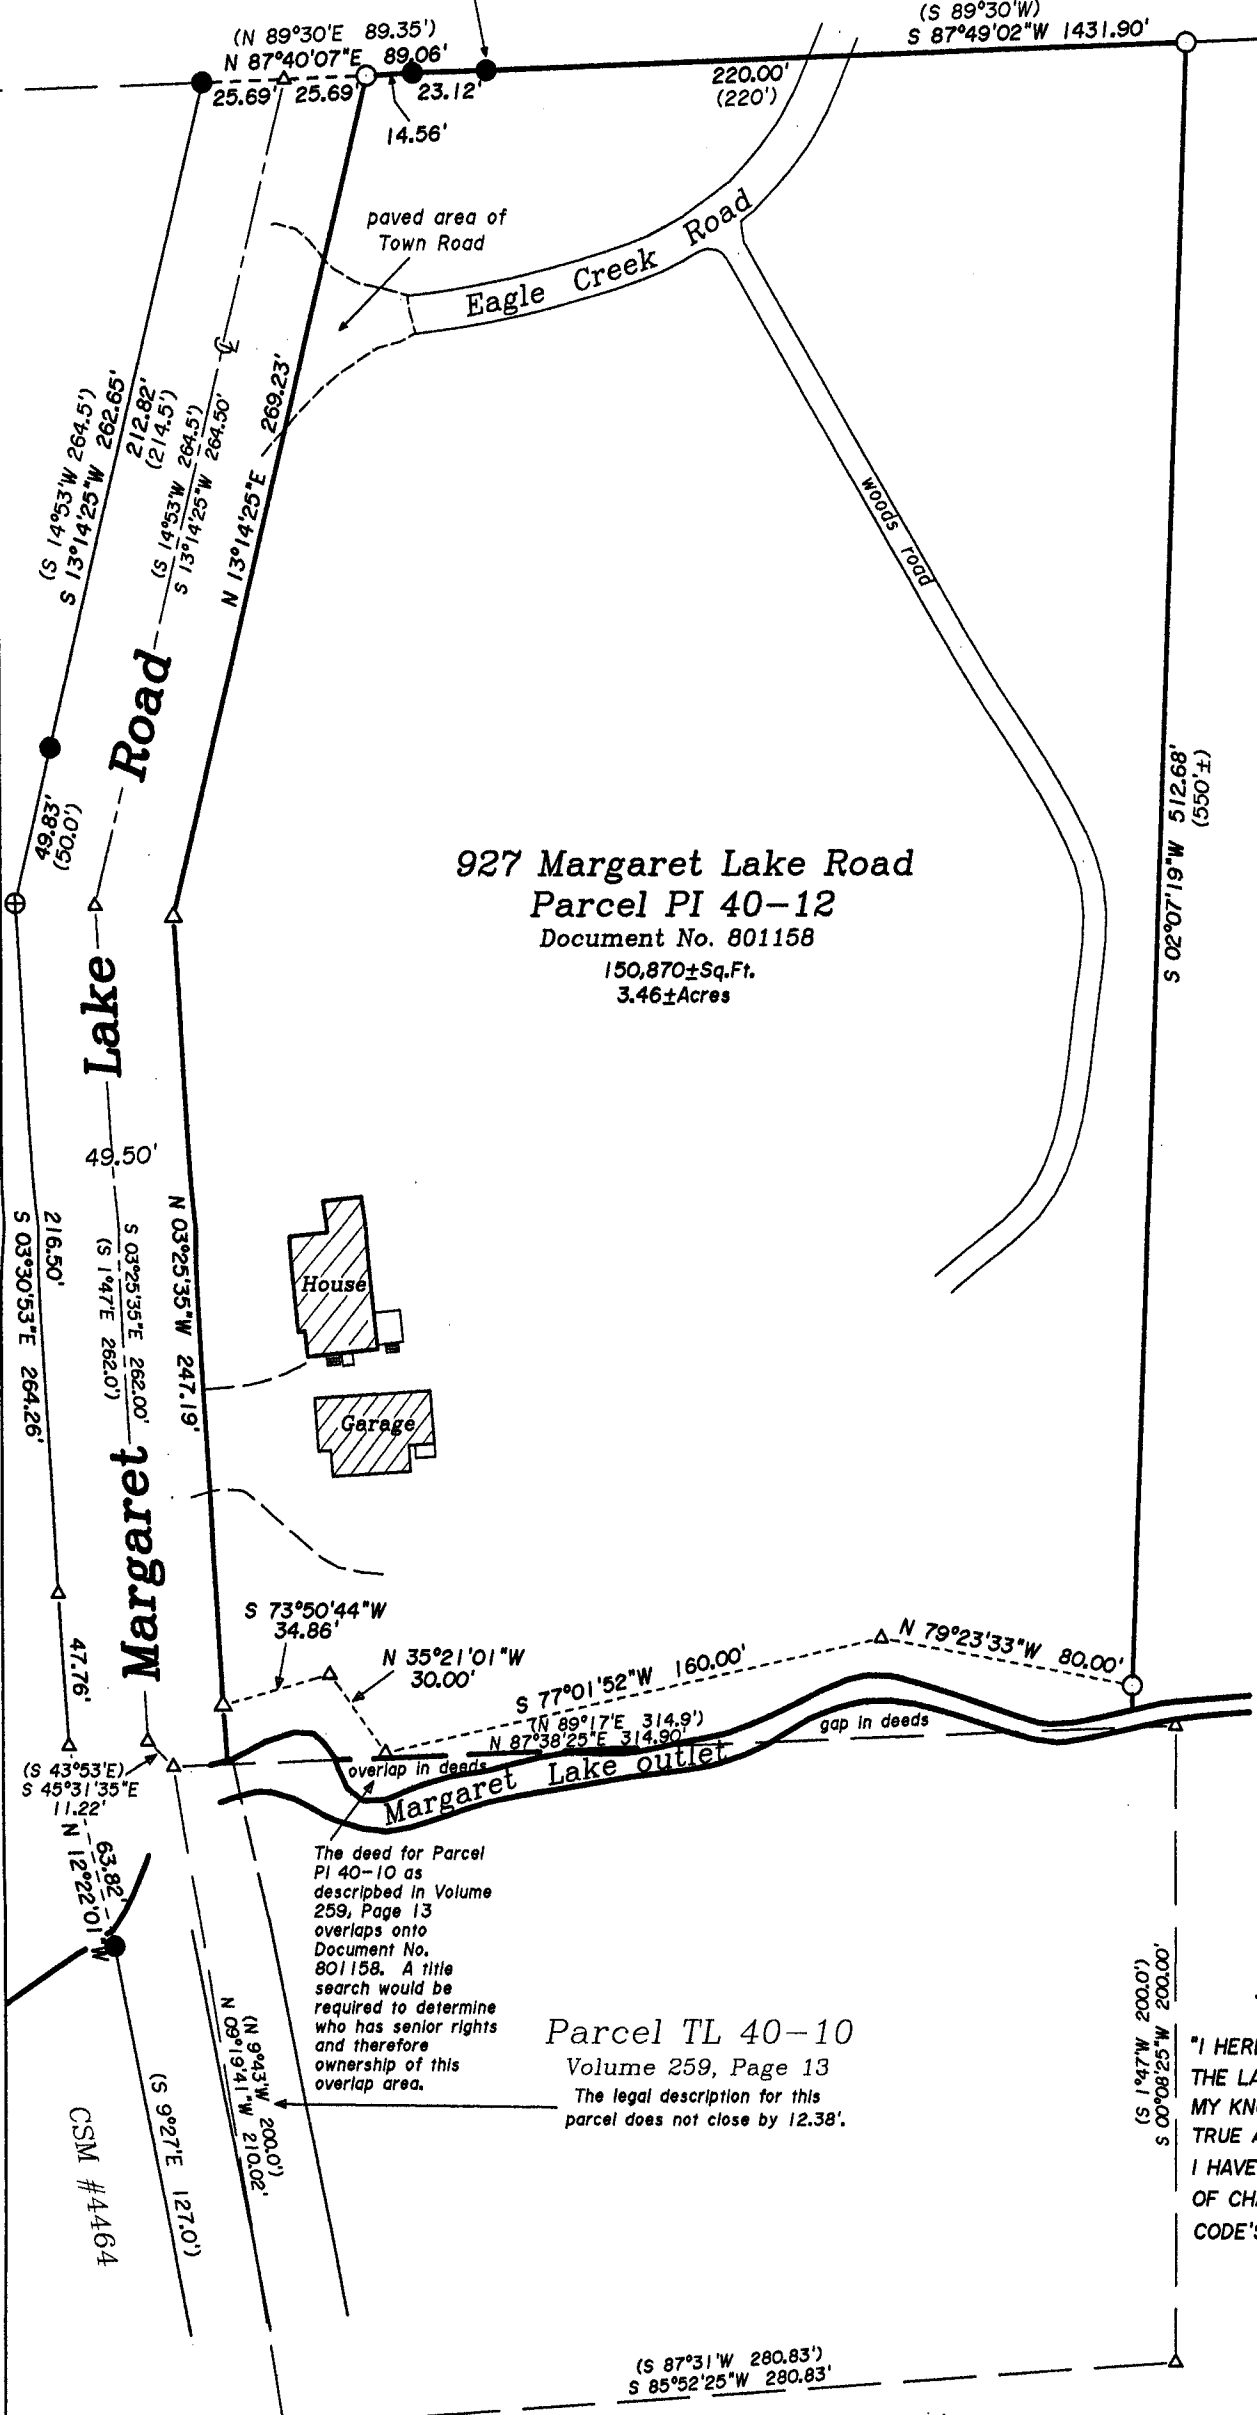 (N 89°30'E 89.35')
N 87°40'07"E 89.06'
25.69' 25.69' 23.12'
14.56'
(S 89°30'W)
S 87°49'02"W 1431.90'
220.00'
(220')
paved area of
Town Road
Eagle Creek Road
woods road
(S 14°53'W 264.5')
S 13°14'25"W 262.65'
212.82'
(214.5')
(S 14°53'W 264.5')
S 13°14'25"W 264.50'
N 13°14'25"E 269.23'
49.83'
(50.0')
Margaret Lake Road
927 Margaret Lake Road
Parcel PI 40-12
Document No. 801158
150,870±Sq.Ft.
3.46±Acres
S 02°07'19"W 512.68'
(550'±)
49.50'
216.50'
S 03°30'53"E 264.26'
S 03°25'35"E 262.00'
(S 1°47'E 262.0')
N 03°25'35"W 247.19'
House
Garage
47.76'
S 73°50'44"W
34.86'
N 35°21'01"W
30.00'
S 77°01'52"W 160.00'
N 79°23'33"W 80.00'
(N 89°17'E 314.9')
N 87°38'25"E 314.90'
gap in deeds
overlap in deeds
Margaret Lake outlet
(S 43°53'E)
S 45°31'35"E
11.22'
63.82'
N 12°22'01"W
The deed for Parcel
PI 40-10 as
descripbed in Volume
259, Page 13
overlaps onto
Document No.
801158. A title
search would be
required to determine
who has senior rights
and therefore
ownership of this
overlap area.
Parcel TL 40-10
Volume 259, Page 13
The legal description for this
parcel does not close by 12.38'.
(N 9°43'W 200.0')
N 09°19'41"W 210.02'
(S 9°27'E 127.0')
CSM #4464
(S 1°47'W 200.0')
S 00°08'25"W 200.00'
(S 87°31'W 280.83')
S 85°52'25"W 280.83'
"I HERE
THE LA
MY KN
TRUE A
I HAVE
OF CHA
CODE'S